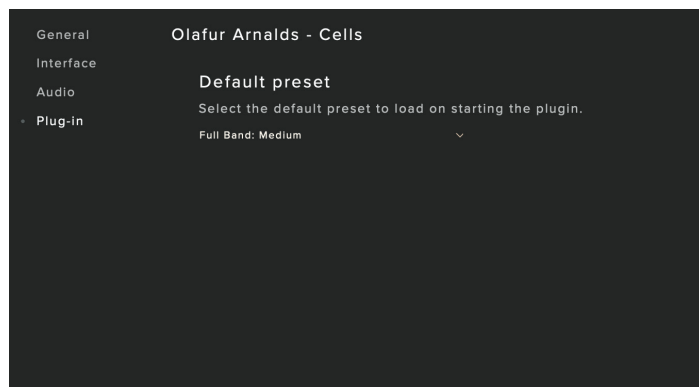 General
Interface
Audio
Plug-in
Olafur Arnalds - Cells
Default preset
Select the default preset to load on starting the plugin.
Full Band: Medium